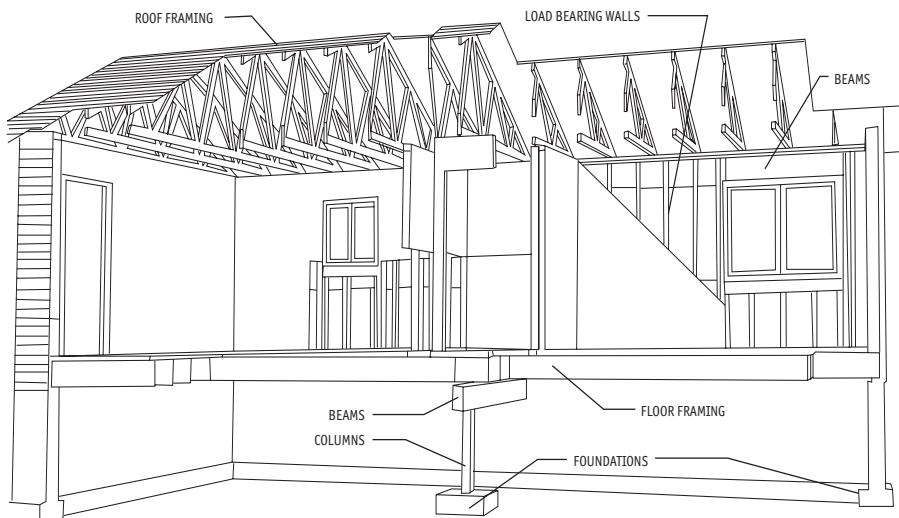 ROOF FRAMING
LOAD BEARING WALLS
BEAMS
BEAMS
FLOOR FRAMING
COLUMNS
FOUNDATIONS